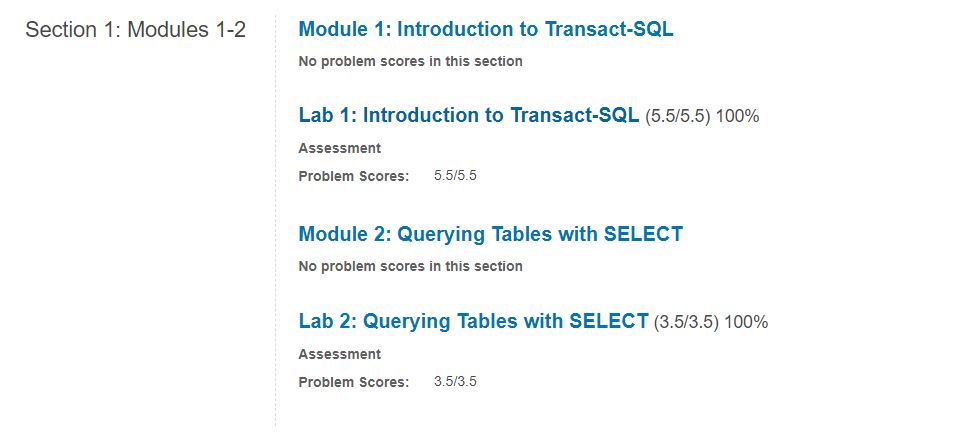 Section 1: Modules 1-2
Module 1: Introduction to Transact-SQL
No problem scores in this section
Lab 1: Introduction to Transact-SQL (5.5/5.5) 100%
Assessment
Problem Scores: 5.5/5.5
Module 2: Querying Tables with SELECT
No problem scores in this section
Lab 2: Querying Tables with SELECT (3.5/3.5) 100%
Assessment
Problem Scores: 3.5/3.5